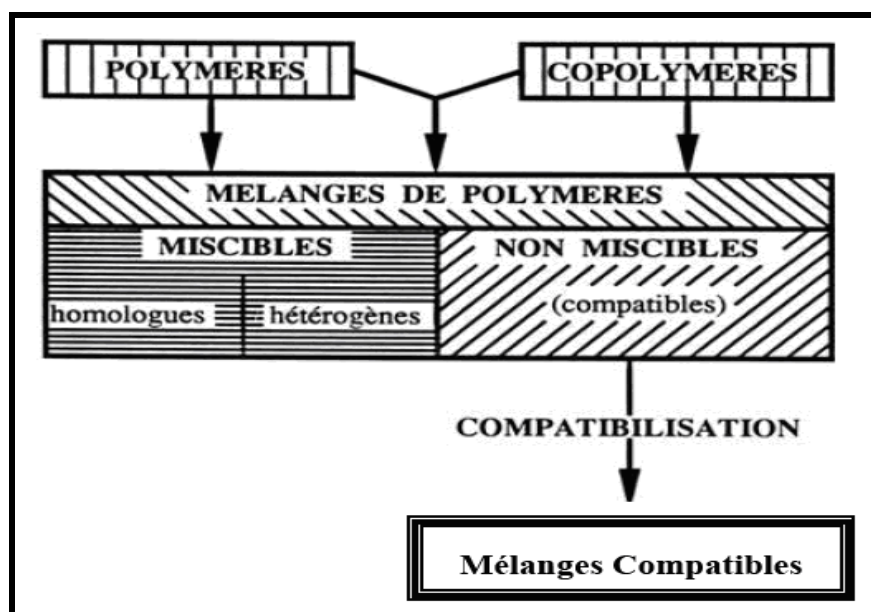 POLYMERES
COPOLYMERES
MELANGES DE POLYMERES
MISCIBLES
NON MISCIBLES
homologues
hétérogènes
(compatibles)
COMPATIBILISATION
Mélanges Compatibles